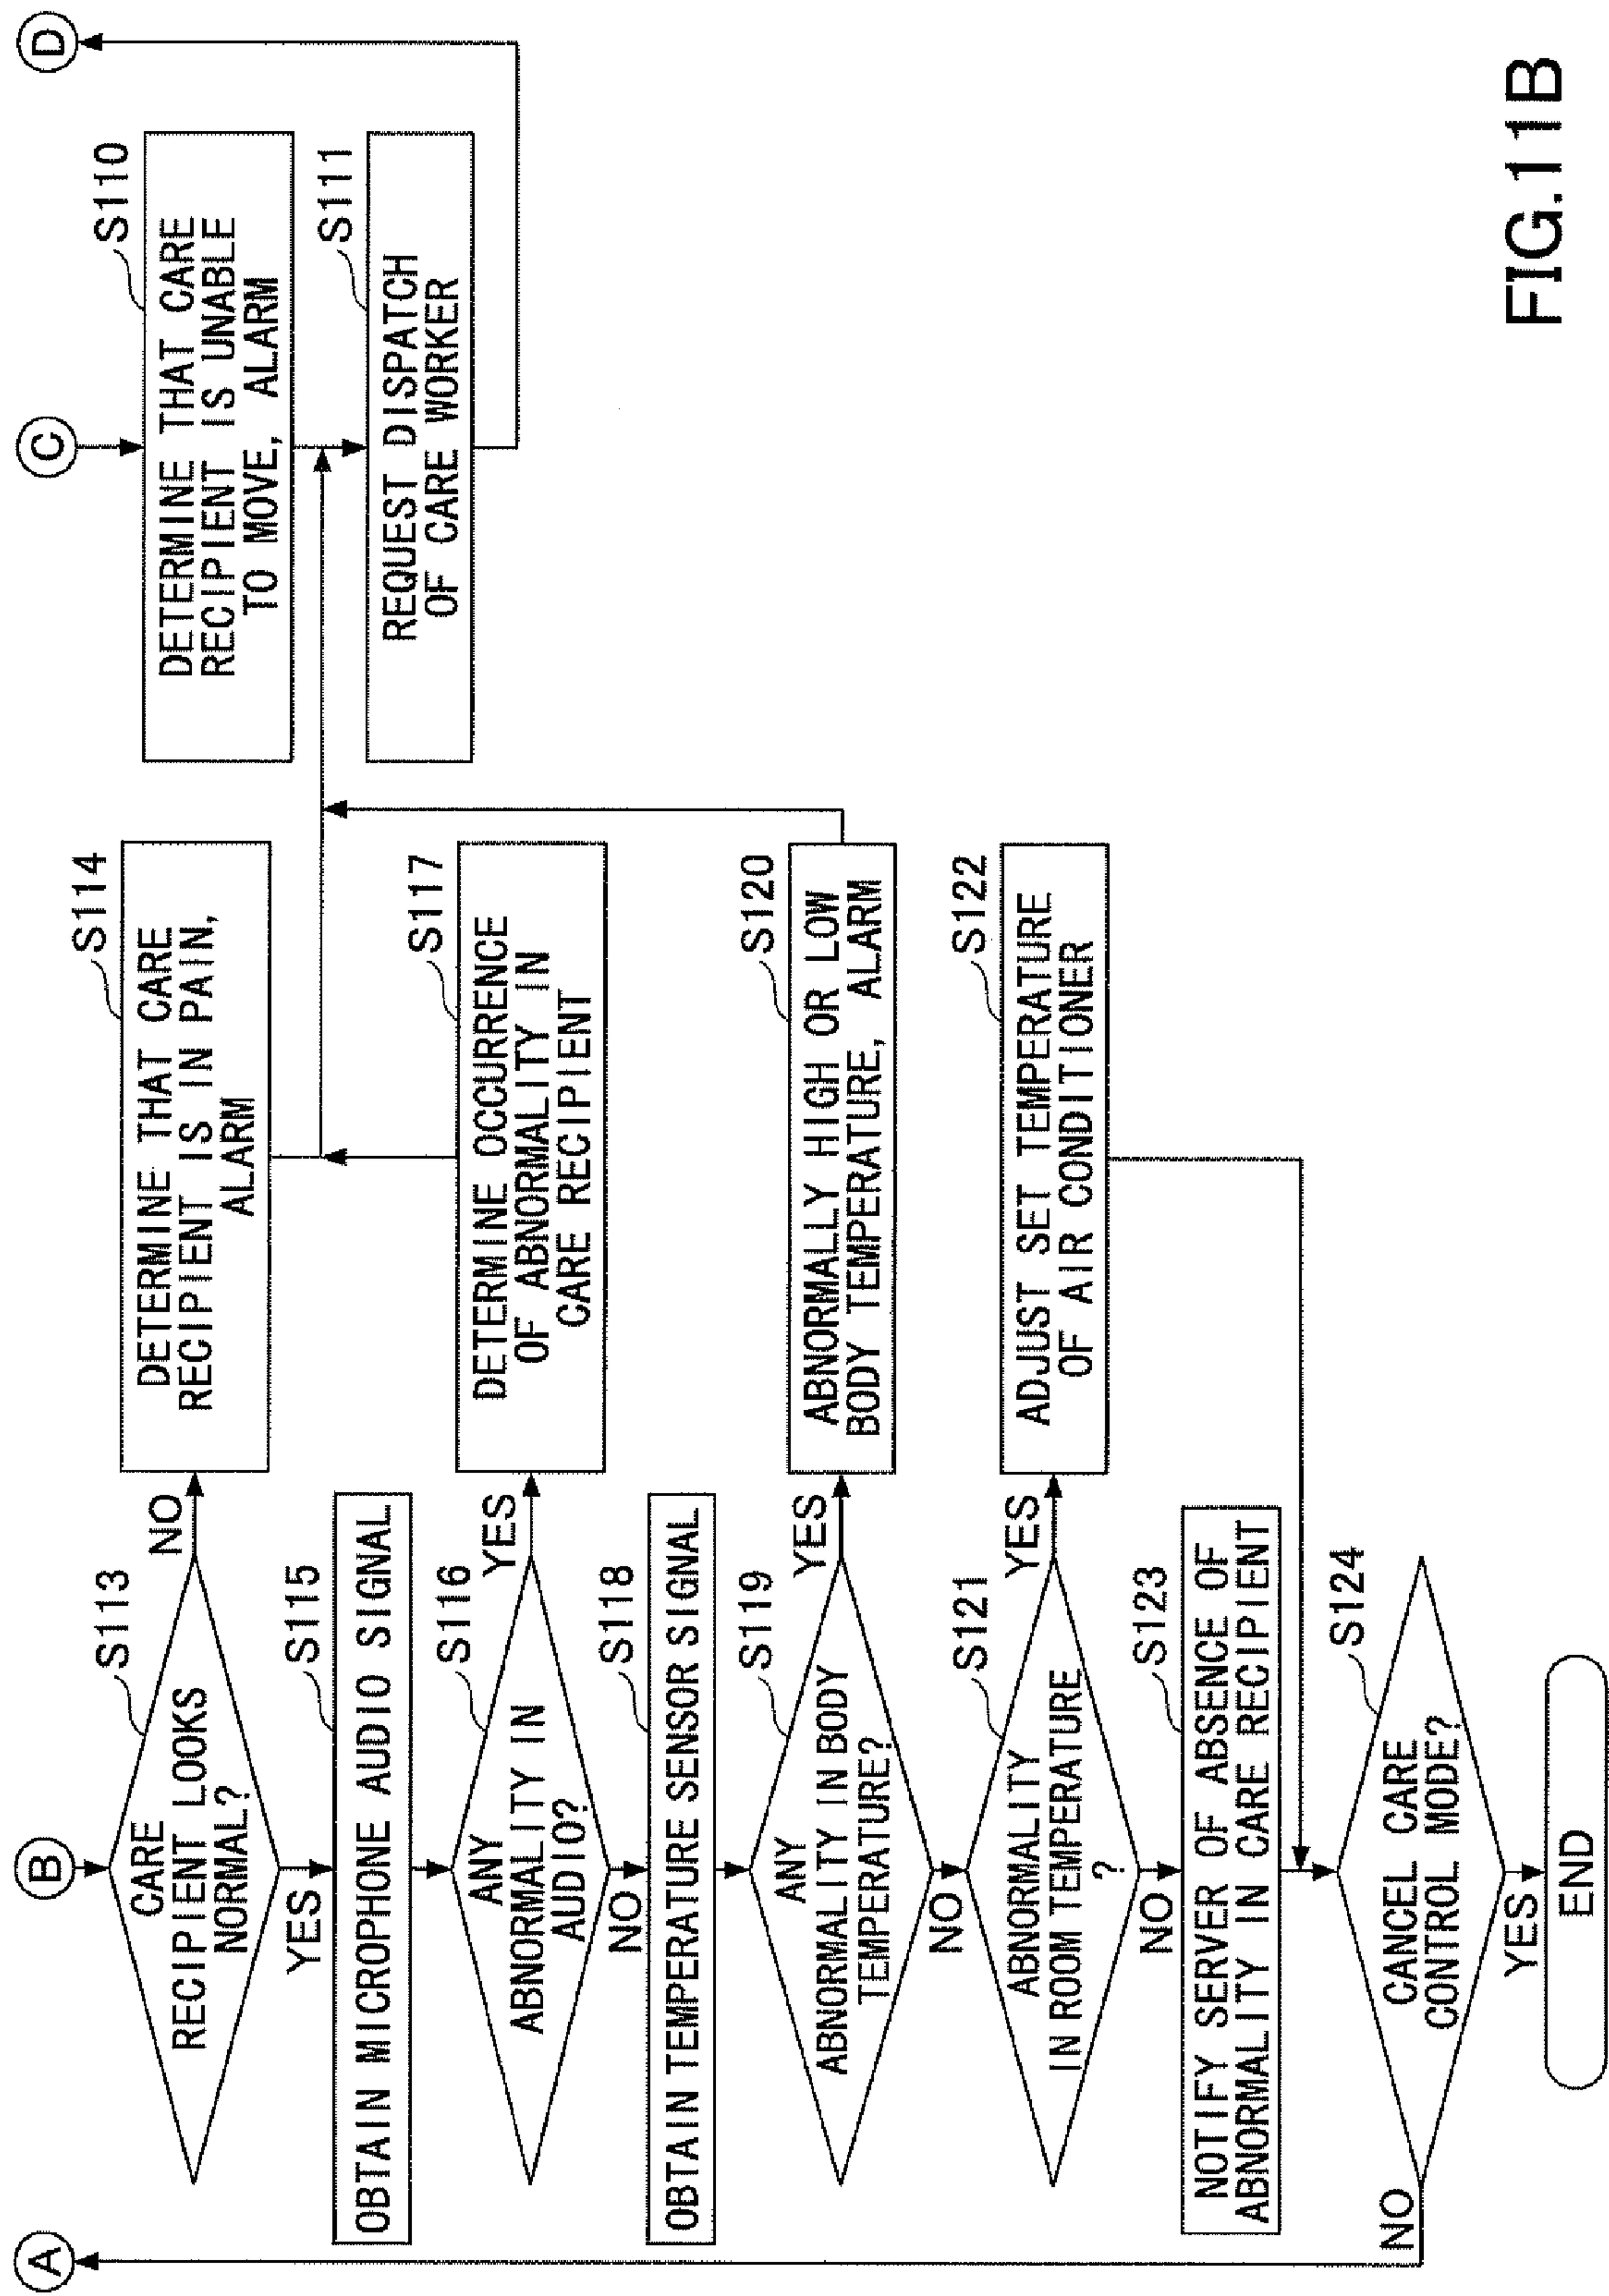 A
B
C
D
S113
CARE
RECIPIENT LOOKS
NORMAL?
NO
YES
S114
DETERMINE THAT CARE
RECIPIENT IS IN PAIN,
ALARM
S110
DETERMINE THAT CARE
RECIPIENT IS UNABLE
TO MOVE, ALARM
S111
REQUEST DISPATCH
OF CARE WORKER
S115
OBTAIN MICROPHONE AUDIO SIGNAL
S116
ANY
ABNORMALITY IN
AUDIO?
YES
NO
S117
DETERMINE OCCURRENCE
OF ABNORMALITY IN
CARE RECIPIENT
S118
OBTAIN TEMPERATURE SENSOR SIGNAL
S119
ANY
ABNORMALITY IN BODY
TEMPERATURE?
YES
NO
S120
ABNORMALLY HIGH OR LOW
BODY TEMPERATURE, ALARM
S121
ABNORMALITY
IN ROOM TEMPERATURE
?
YES
NO
S122
ADJUST SET TEMPERATURE
OF AIR CONDITIONER
S123
NOTIFY SERVER OF ABSENCE OF
ABNORMALITY IN CARE RECIPIENT
S124
CANCEL CARE
CONTROL MODE?
NO
YES
END
FIG.11B